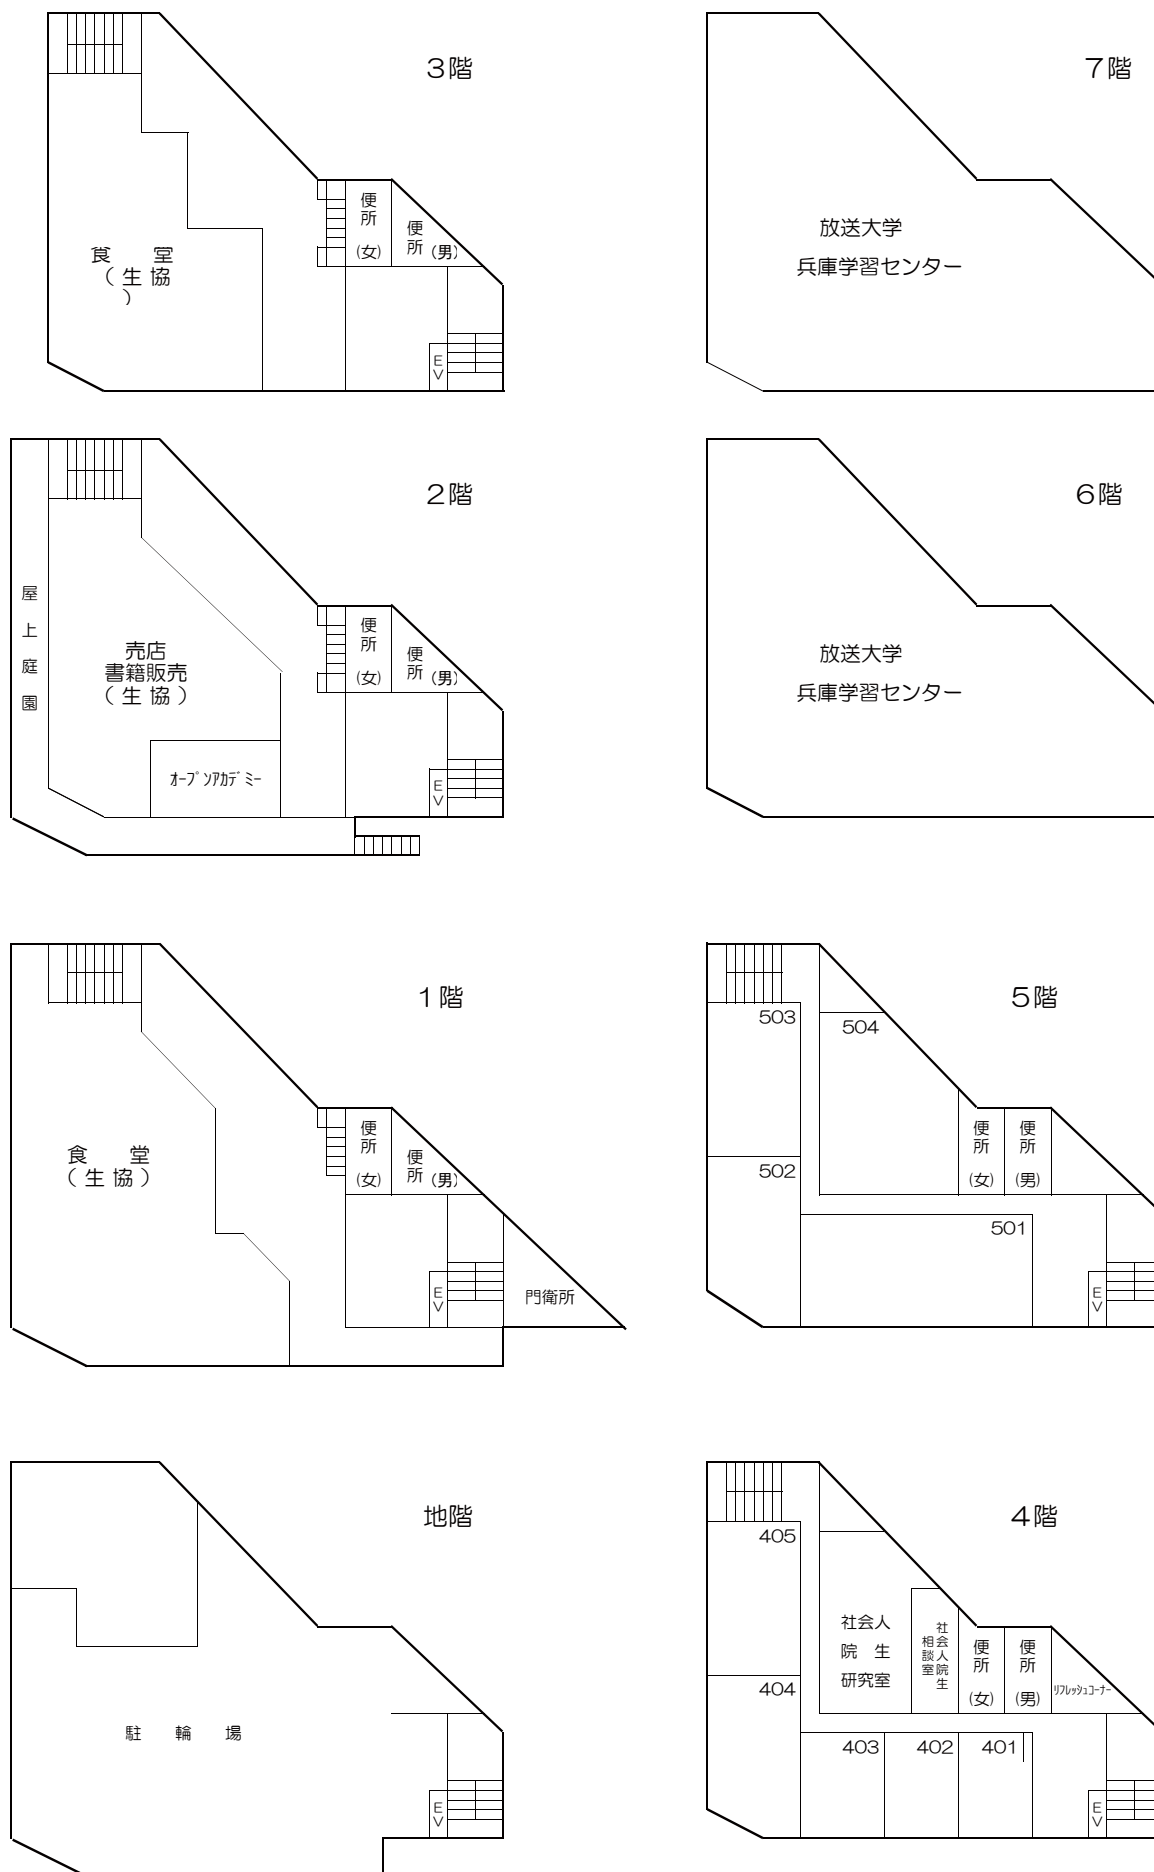 ３階
便
所
(女)
便
所 (男)
食　堂
（生協
）
EV
７階
放送大学
兵庫学習センター
２階
屋
上
庭
園
売店
書籍販売
（生協）
便
所
(女)
便
所 (男)
ｵｰﾌﾟﾝｱｶﾃﾞﾐｰ
EV
６階
放送大学
兵庫学習センター
１階
食　堂
（生協）
便
所
(女)
便
所 (男)
EV
門衛所
５階
503
504
502
便
所
(女)
便
所
(男)
501
EV
地階
駐　輪　場
EV
４階
405
社会人
院　生
研究室
社会人院生
相談室
便
所
(女)
便
所
(男)
ﾘﾌﾚｯｼｭｺｰﾅｰ
404
403
402
401
EV